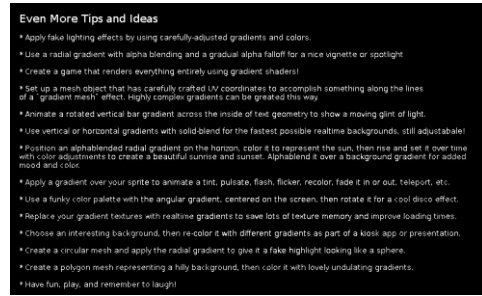 Even More Tips and Ideas
* Apply fake lighting effects by using carefully-adjusted gradients and colors.
* Use a radial gradient with alpha blending and a gradual alpha falloff for a nice vignette or spotlight
* Create a game that renders everything entirely using gradient shaders!
* Set up a mesh object that has carefully crafted UV coordinates to accomplish something along the lines
of a `gradient mesh` effect. Highly complex gradients can be greated this way.
* Animate a rotated vertical bar gradient across the inside of text geometry to show a moving glint of light.
* Use vertical or horizontal gradients with solid-blend for the fastest possible realtime backgrounds, still adjustabale!
* Position an alphablended radial gradient on the horizon, color it to represent the sun, then rise and set it over time
with color adjustments to create a beautiful sunrise and sunset. Alphablend it over a background gradient for added
mood and color.
* Apply a gradient over your sprite to animate a tint, pulsate, flash, flicker, recolor, fade it in or out, teleport, etc.
* Use a funky color palette with the angular gradient, centered on the screen, then rotate it for a cool disco effect.
* Replace your gradient textures with realtime gradients to save lots of texture memory and improve loading times.
* Choose an interesting background, then re-color it with different gradients as part of a kiosk app or presentation.
* Create a circular mesh and apply the radial gradient to give it a fake highlight looking like a sphere.
* Create a polygon mesh representing a hilly background, then color it with lovely undulating gradients.
* Have fun, play, and remember to laugh!